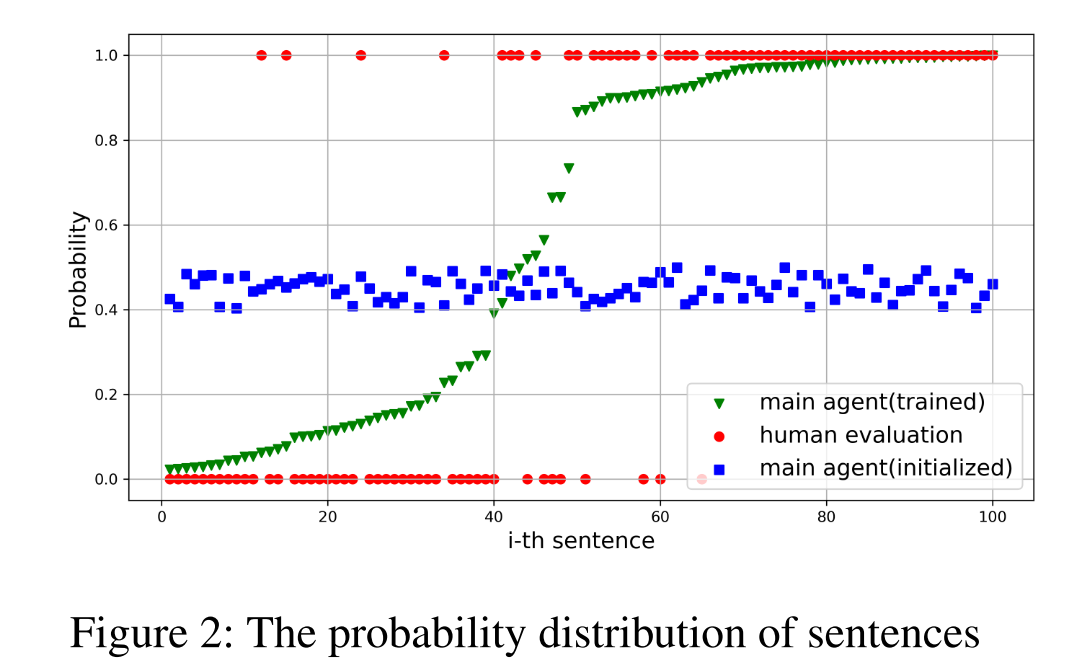 1.0
0.8
0.6
0.4
0.2
0.0
Probability
0 20 40 60 80 100
i-th sentence
main agent(trained)
human evaluation
main agent(initialized)
Figure 2: The probability distribution of sentences